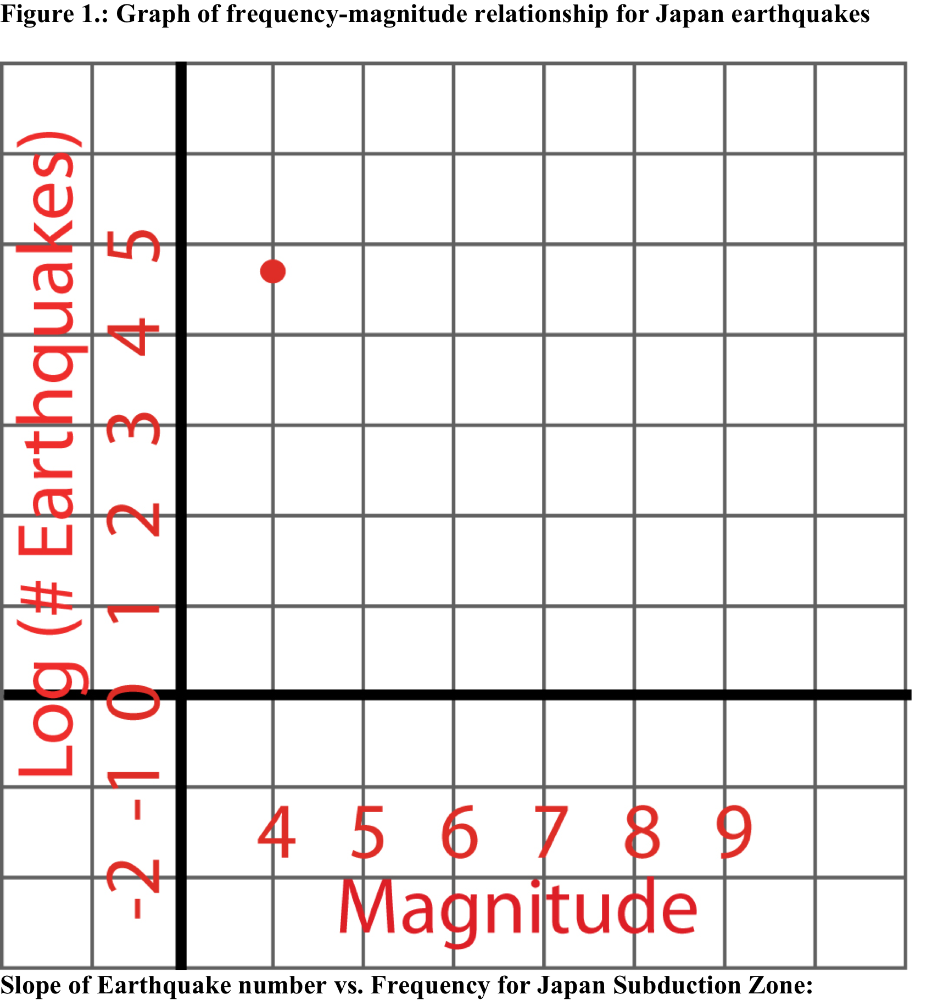 Figure 1.: Graph of frequency-magnitude relationship for Japan earthquakes
Log (# Earthquakes)
5
4
3
2
1
0
-1
-2
4 5 6 7 8 9
Magnitude
Slope of Earthquake number vs. Frequency for Japan Subduction Zone: